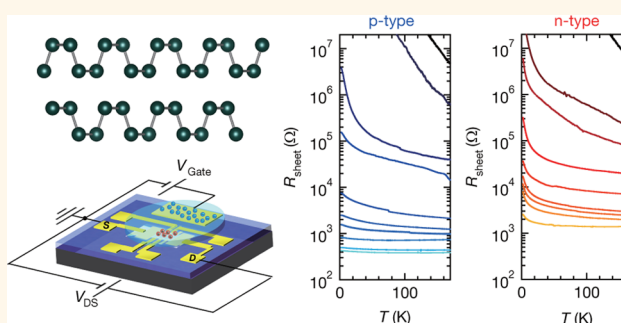 V_Gate
S
D
V_DS
p-type
R_sheet (Ω)
10^7
10^6
10^5
10^4
10^3
10^2
0 100
T (K)
n-type
R_sheet (Ω)
10^7
10^6
10^5
10^4
10^3
10^2
0 100
T (K)